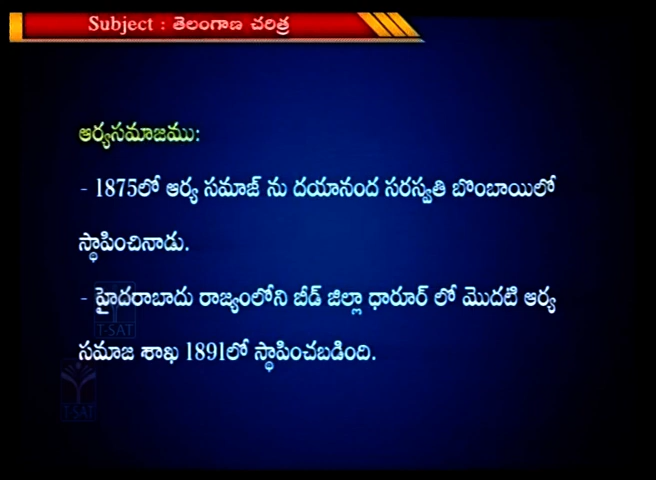 Subject : తెలంగాణ చరిత్ర
ఆర్యసమాజము:
- 1875లో ఆర్య సమాజ్ ను దయానంద సరస్వతి బొంబాయిలో
స్థాపించినాడు.
- హైదరాబాదు రాజ్యంలోని బీడ్ జిల్లా ధారూర్ లో మొదటి ఆర్య
T-SAT
సమాజ శాఖ 1891లో స్థాపించబడింది.
T-SAT